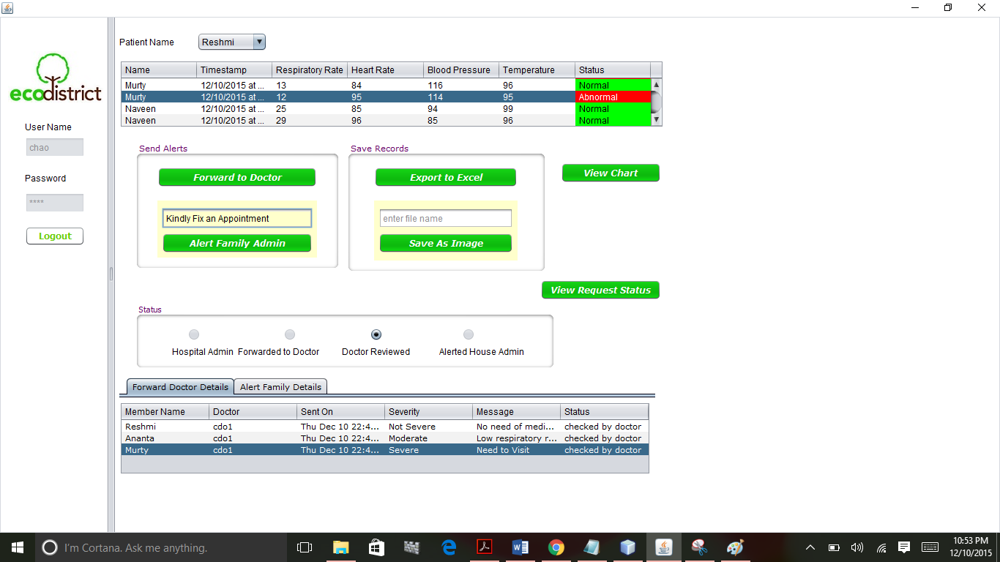 ecodistrict
User Name
chao
Password
****
Logout
Patient Name Reshmi
Name Timestamp Respiratory Rate Heart Rate Blood Pressure Temperature Status
Murty 12/10/2015 at ... 13 84 116 96 Normal
Murty 12/10/2015 at ... 12 95 114 95 Abnormal
Naveen 12/10/2015 at ... 25 85 94 99 Normal
Naveen 12/10/2015 at ... 29 96 85 96 Normal
Send Alerts
Forward to Doctor
Kindly Fix an Appointment
Alert Family Admin
Save Records
Export to Excel
enter file name
Save As Image
View Chart
View Request Status
Status
Hospital Admin Forwarded to Doctor Doctor Reviewed Alerted House Admin
Forward Doctor Details Alert Family Details
Member Name Doctor Sent On Severity Message Status
Reshmi cdo1 Thu Dec 10 22:4... Not Severe No need of medi... checked by doctor
Ananta cdo1 Thu Dec 10 22:4... Moderate Low respiratory r... checked by doctor
Murty cdo1 Thu Dec 10 22:4... Severe Need to Visit checked by doctor
I'm Cortana. Ask me anything.
10:53 PM
12/10/2015